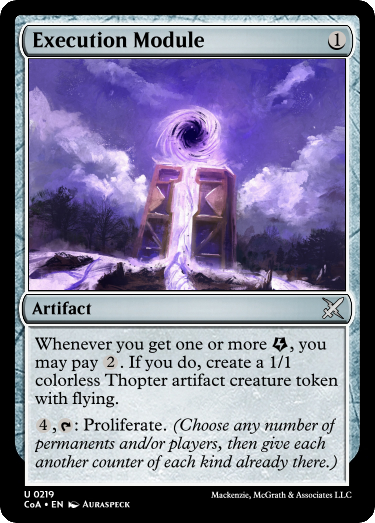 Execution Module
1
Artifact
Whenever you get one or more , you
may pay 2. If you do, create a 1/1
colorless Thopter artifact creature token
with flying.
4, : Proliferate. (Choose any number of
permanents and/or players, then give each
another counter of each kind already there.)
U 0219
CoA • EN Auraspeck
Mackenzie, McGrath & Associates LLC